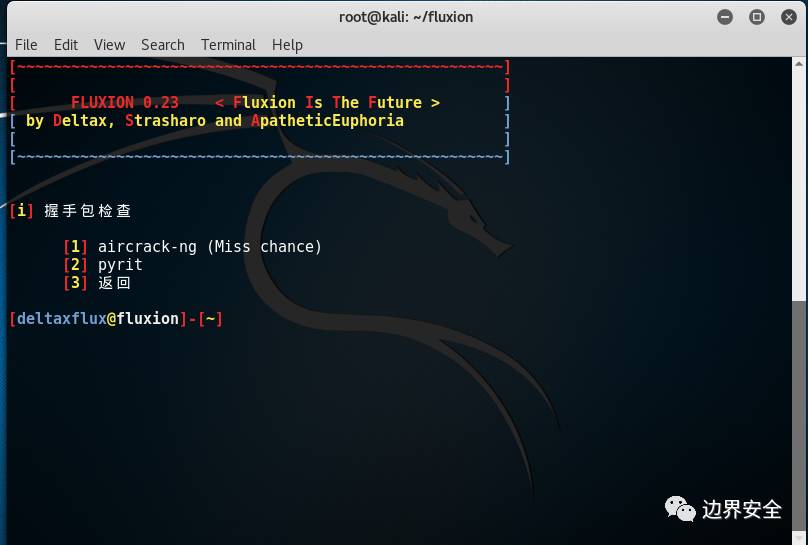 root@kali: ~/fluxion
File Edit View Search Terminal Help
[~~~~~~~~~~~~~~~~~~~~~~~~~~~~~~~~~~~~~~~~~~~~~~~~~~~~~~]
[ ]
[ FLUXION 0.23 < Fluxion Is The Future > ]
[ by Deltax, Strasharo and ApatheticEuphoria ]
[ ]
[~~~~~~~~~~~~~~~~~~~~~~~~~~~~~~~~~~~~~~~~~~~~~~~~~~~~~~]
[i] 握手包检查
[1] aircrack-ng (Miss chance)
[2] pyrit
[3] 返回
[deltaxflux@fluxion]-[~]
边界安全